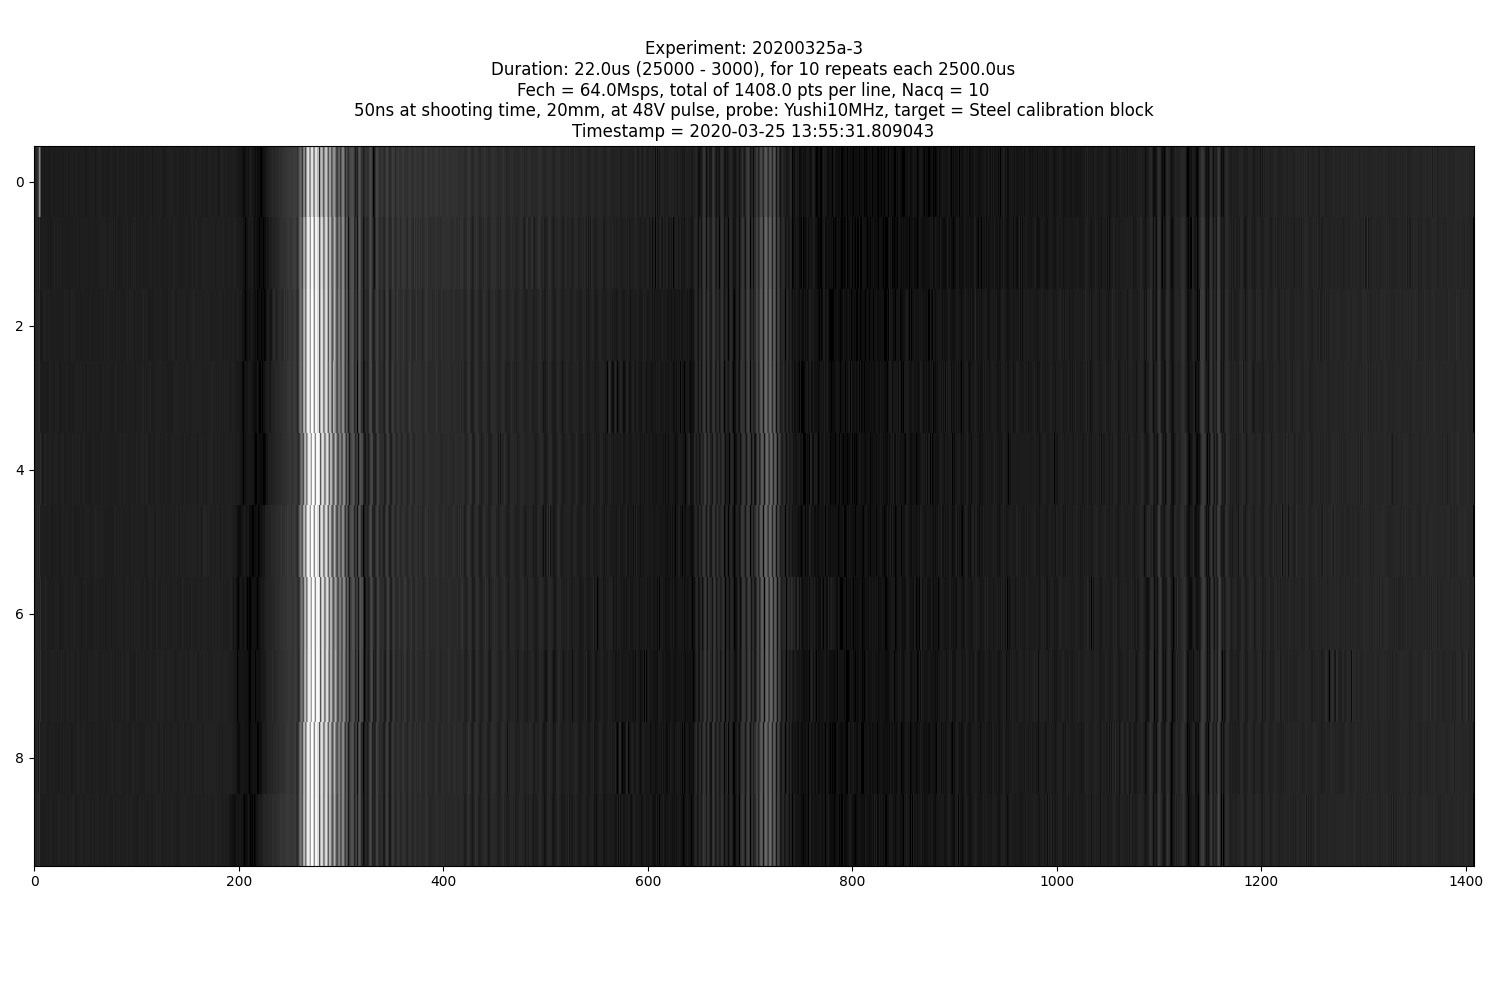 Experiment: 20200325a-3
Duration: 22.0us (25000 - 3000), for 10 repeats each 2500.0us
Fech = 64.0Msps, total of 1408.0 pts per line, Nacq = 10
50ns at shooting time, 20mm, at 48V pulse, probe: Yushi10MHz, target = Steel calibration block
Timestamp = 2020-03-25 13:55:31.809043
0
2
4
6
8
0 200 400 600 800 1000 1200 1400